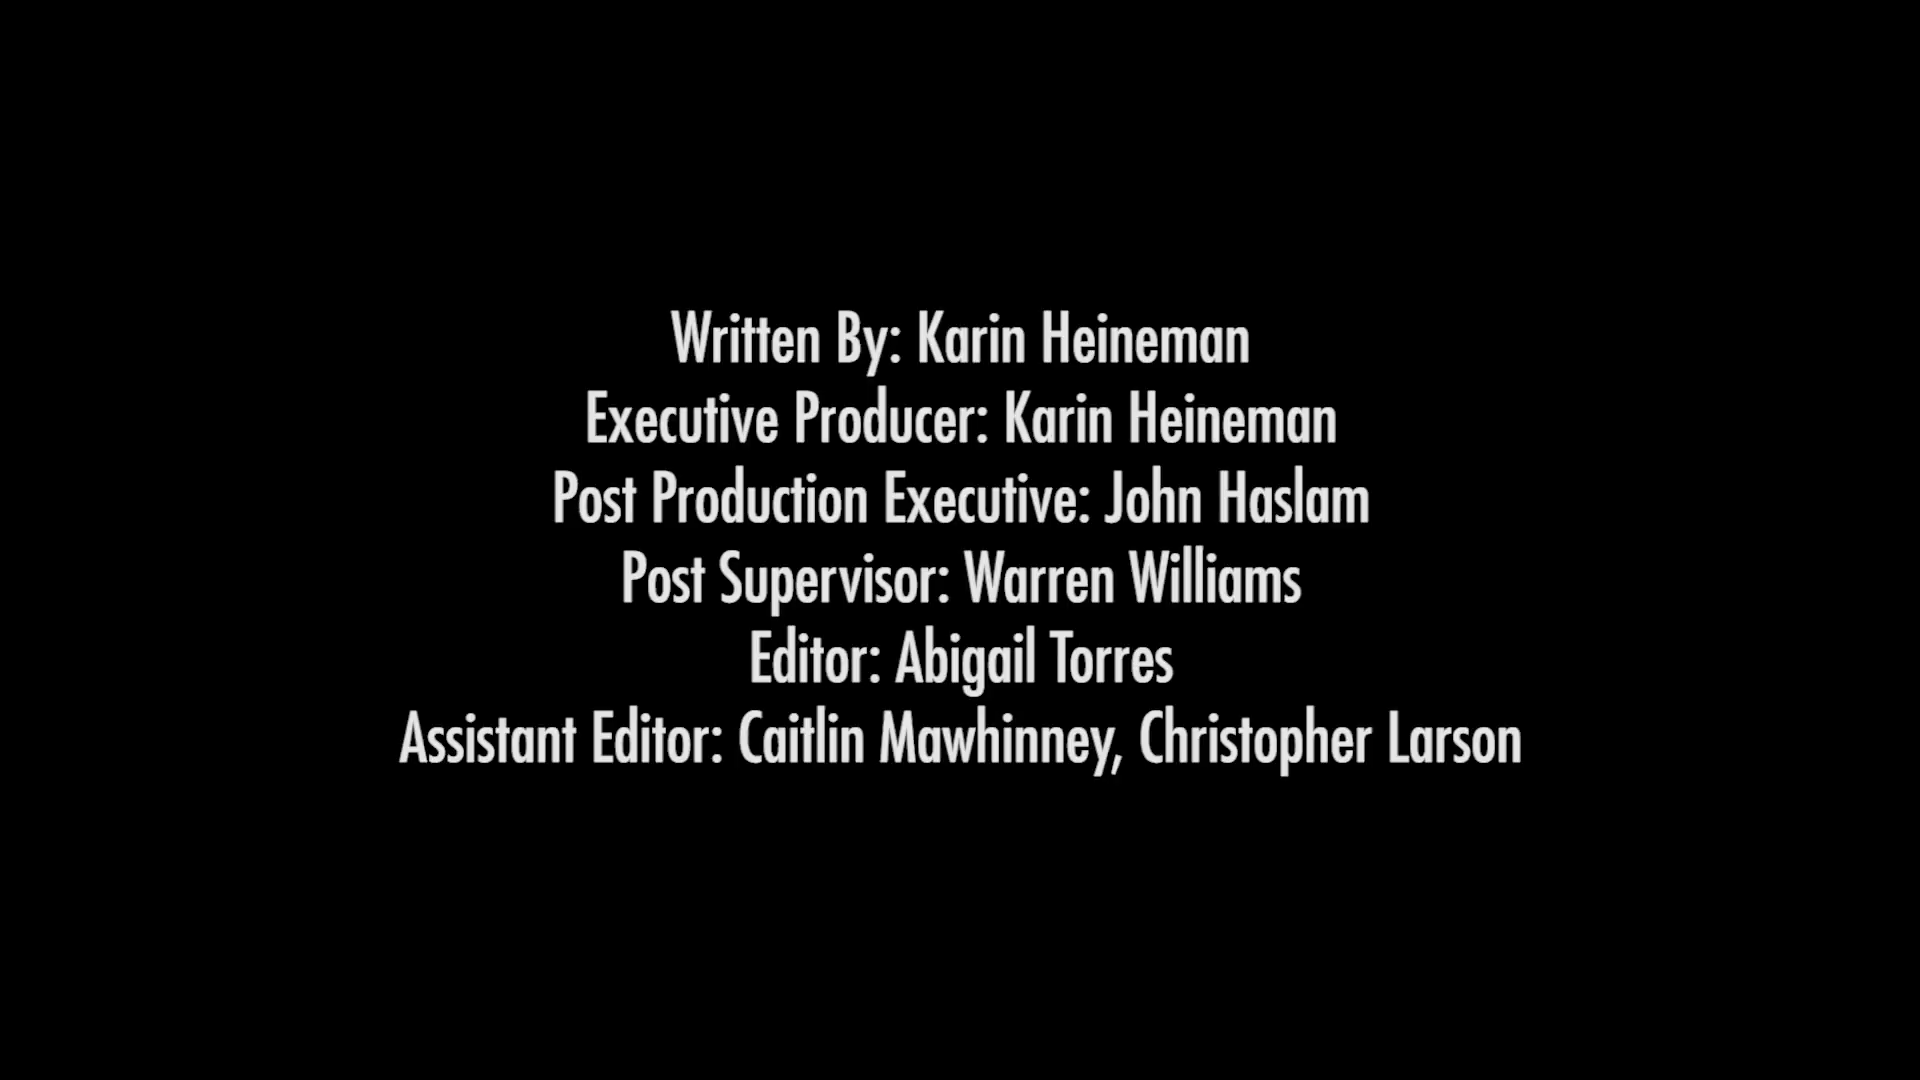 Written By: Karin Heineman
Executive Producer: Karin Heineman
Post Production Executive: John Haslam
Post Supervisor: Warren Williams
Editor: Abigail Torres
Assistant Editor: Caitlin Mawhinney, Christopher Larson